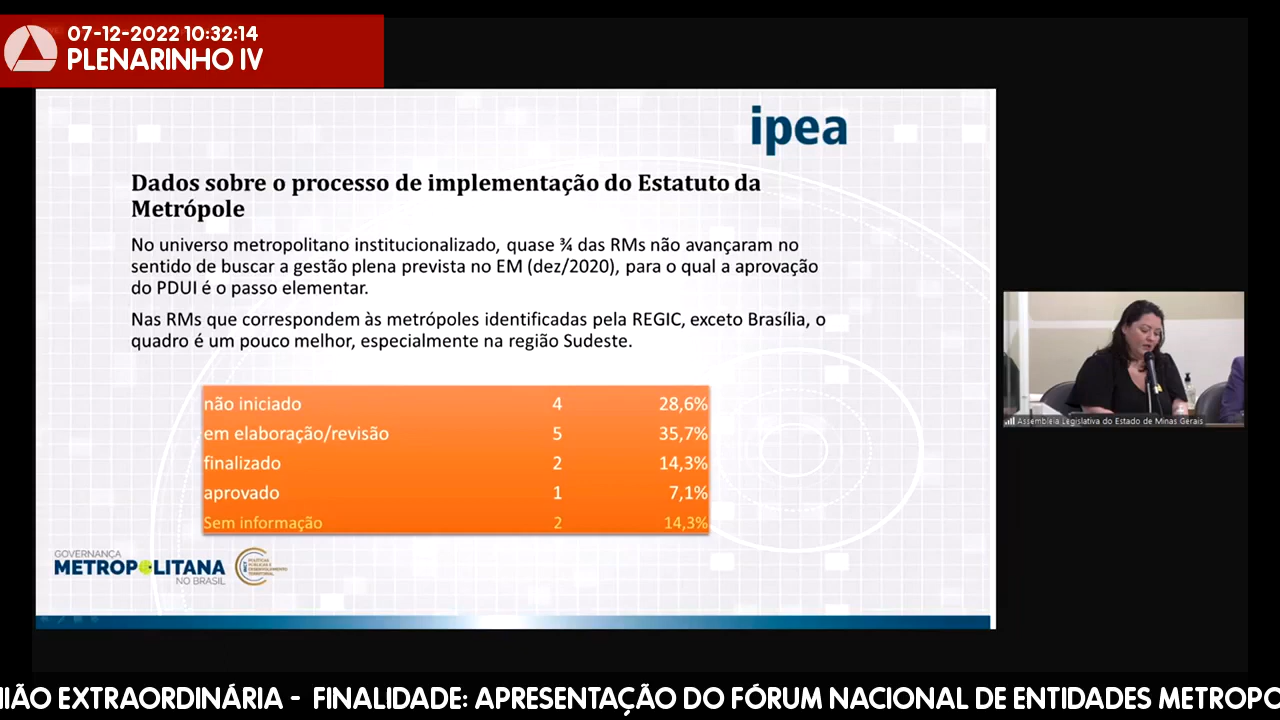 07-12-2022 10:32:14
PLENARINHO IV
ipea
Dados sobre o processo de implementação do Estatuto da
Metrópole
No universo metropolitano institucionalizado, quase ¾ das RMs não avançaram no
sentido de buscar a gestão plena prevista no EM (dez/2020), para o qual a aprovação
do PDUI é o passo elementar.
Nas RMs que correspondem às metrópoles identificadas pela REGIC, exceto Brasília, o
quadro é um pouco melhor, especialmente na região Sudeste.
não iniciado 4 28,6%
em elaboração/revisão 5 35,7%
finalizado 2 14,3%
aprovado 1 7,1%
Sem informação 2 14,3%
GOVERNANÇA
METROPOLITANA
NO BRASIL
POLÍTICAS
PÚBLICAS E
DESENVOLVIMENTO
TERRITORIAL
Assembleia Legislativa do Estado de Minas Gerais
NIÃO EXTRAORDINÁRIA - FINALIDADE: APRESENTAÇÃO DO FÓRUM NACIONAL DE ENTIDADES METROPO